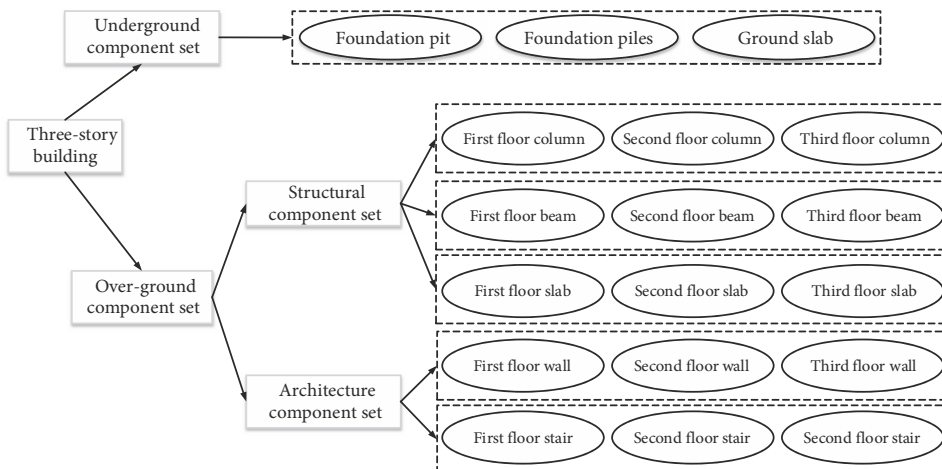 Underground
component set
Foundation pit
Foundation piles
Ground slab
Three-story
building
First floor column
Second floor column
Third floor column
Structural
component set
First floor beam
Second floor beam
Third floor beam
Over-ground
component set
First floor slab
Second floor slab
Third floor slab
First floor wall
Second floor wall
Third floor wall
Architecture
component set
First floor stair
Second floor stair
Second floor stair